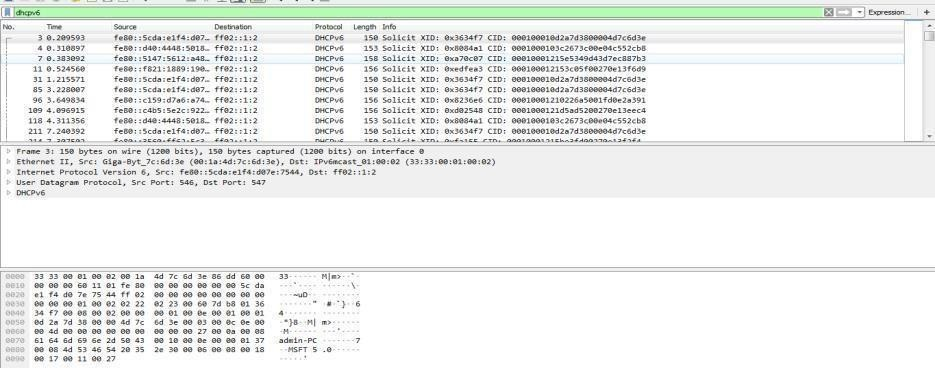 dhcpv6
Expression... +
No. Time Source Destination Protocol Length Info
3 0.209593 fe80::5cda:e1f4:d07… ff02::1:2 DHCPv6 150 Solicit XID: 0x3634f7 CID: 000100010d2a7d3800004d7c6d3e
4 0.310897 fe80::d40:4448:5018… ff02::1:2 DHCPv6 153 Solicit XID: 0x8084a1 CID: 000100103c2673c00e04c552cb8
7 0.383092 fe80::5147:5612:a48… ff02::1:2 DHCPv6 158 Solicit XID: 0xa70c07 CID: 00010001215e5349d43d7ec887b3
11 0.524560 fe80::f821:1889:190… ff02::1:2 DHCPv6 156 Solicit XID: 0xedfea3 CID: 000100012153c05f00270e13f6d9
31 1.215571 fe80::5cda:e1f4:d07… ff02::1:2 DHCPv6 150 Solicit XID: 0x3634f7 CID: 000100010d2a7d3800004d7c6d3e
85 3.228007 fe80::5cda:e1f4:d07… ff02::1:2 DHCPv6 150 Solicit XID: 0x3634f7 CID: 000100010d2a7d3800004d7c6d3e
96 3.649834 fe80::c159:d7a6:a74… ff02::1:2 DHCPv6 156 Solicit XID: 0x8236e6 CID: 00010001210226a5001fd0e2a391
109 4.096915 fe80::c4b5:5e2c:922… ff02::1:2 DHCPv6 156 Solicit XID: 0xd02548 CID: 000100121d5ad5200270e13eec4
118 4.311356 fe80::d40:4448:5018… ff02::1:2 DHCPv6 153 Solicit XID: 0x8084a1 CID: 000100103c2673c00e04c552cb8
211 7.240392 fe80::5cda:e1f4:d07… ff02::1:2 DHCPv6 150 Solicit XID: 0x3634f7 CID: 000100010d2a7d3800004d7c6d3e
Frame 3: 150 bytes on wire (1200 bits), 150 bytes captured (1200 bits) on interface 0
Ethernet II, Src: Giga-Byt_7c:6d:3e (00:1a:4d:7c:6d:3e), Dst: IPv6mcast_01:00:02 (33:33:00:01:00:02)
Internet Protocol Version 6, Src: fe80::5cda:e1f4:d07e:7544, Dst: ff02::1:2
User Datagram Protocol, Src Port: 546, Dst Port: 547
DHCPv6
0000 33 33 00 01 00 02 00 1a 4d 7c 6d 3e 86 dd 60 00 33······ M|m>··`·
0010 00 00 00 60 11 01 fe 80 00 00 00 00 00 00 5c da ···`···· ······\·
0020 e1 f4 d0 7e 75 44 ff 02 00 00 00 00 00 00 00 00 ···~uD·· ········
0030 00 00 00 01 00 02 02 22 02 23 00 60 7d b8 01 36 ·······" ·#·`}··6
0040 34 f7 00 08 00 02 00 00 00 01 00 0e 00 01 00 01 4······· ········
0050 0d 2a 7d 38 00 00 4d 7c 6d 3e 00 03 00 0c 0e 00 ·*}8··M| m>······
0060 00 4d 00 00 00 00 00 00 00 00 00 27 00 0a 00 08 ·M······ ···'····
0070 61 64 6d 69 6e 2d 50 43 00 10 00 0e 00 00 01 37 admin-PC ·······7
0080 00 08 4d 53 46 54 20 35 2e 30 00 06 00 08 00 18 ··MSFT 5 .0······
0090 00 17 00 11 00 27 ·····'